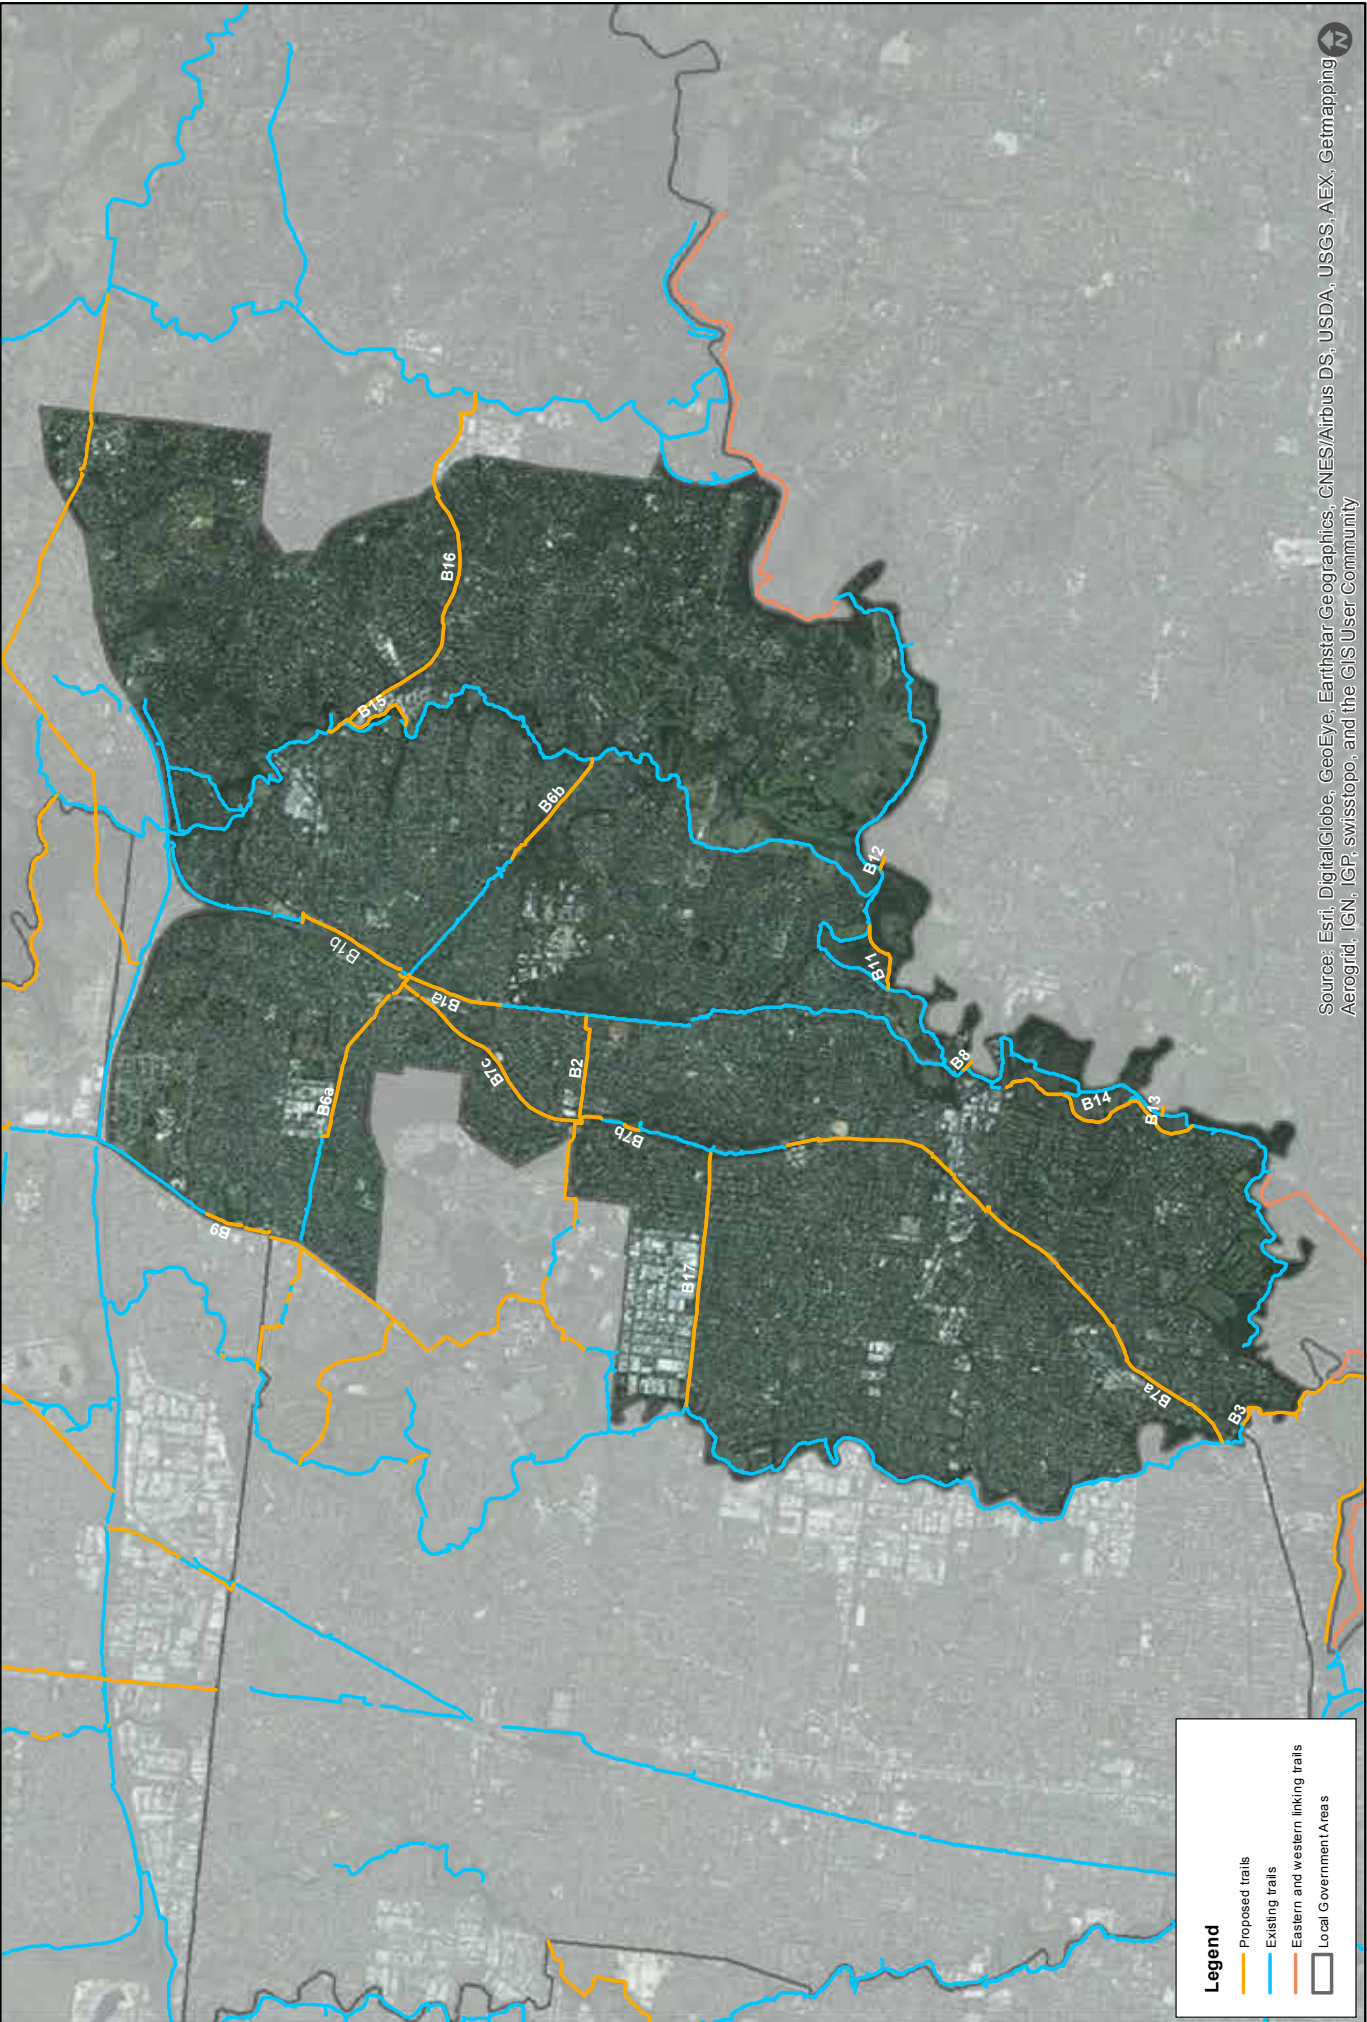 N
Source: Esri, DigitalGlobe, GeoEye, Earthstar Geographics, CNES/Airbus DS, USDA, USGS, AEX, Getmapping
Aerogrid, IGN, IGP, swisstopo, and the GIS User Community
B16
B15
B6b
B12
B1b
B11
B1a
B7c
B2
B8
B6a
B14
B13
B7b
B9
B17
B7a
B3
Legend
Proposed trails
Existing trails
Eastern and western linking trails
Local Government Areas